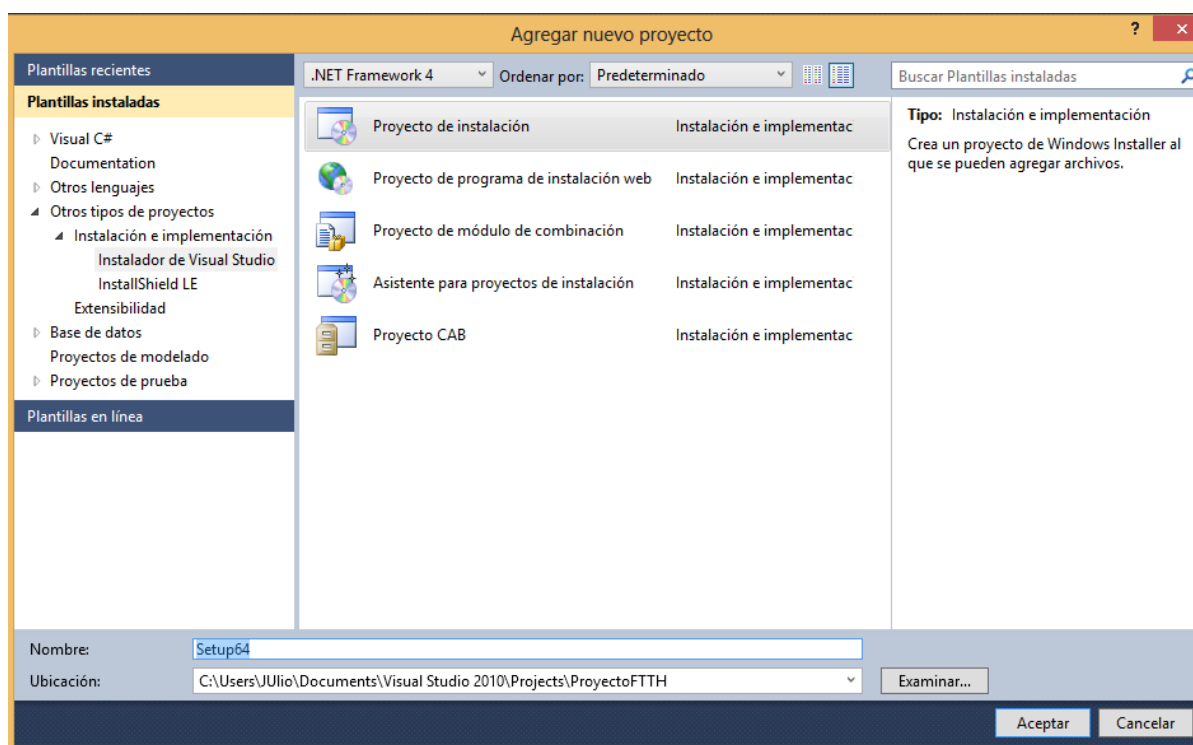 Agregar nuevo proyecto
?
Plantillas recientes
Plantillas instaladas
Visual C#
Documentation
Otros lenguajes
Otros tipos de proyectos
Instalación e implementación
Instalador de Visual Studio
InstallShield LE
Extensibilidad
Base de datos
Proyectos de modelado
Proyectos de prueba
Plantillas en línea
.NET Framework 4 Ordenar por: Predeterminado
Proyecto de instalación Instalación e implementac
Proyecto de programa de instalación web Instalación e implementac
Proyecto de módulo de combinación Instalación e implementac
Asistente para proyectos de instalación Instalación e implementac
Proyecto CAB Instalación e implementac
Buscar Plantillas instaladas
Tipo: Instalación e implementación
Crea un proyecto de Windows Installer al
que se pueden agregar archivos.
Nombre: Setup64
Ubicación: C:\Users\JUlio\Documents\Visual Studio 2010\Projects\ProyectoFTTH Examinar...
Aceptar Cancelar